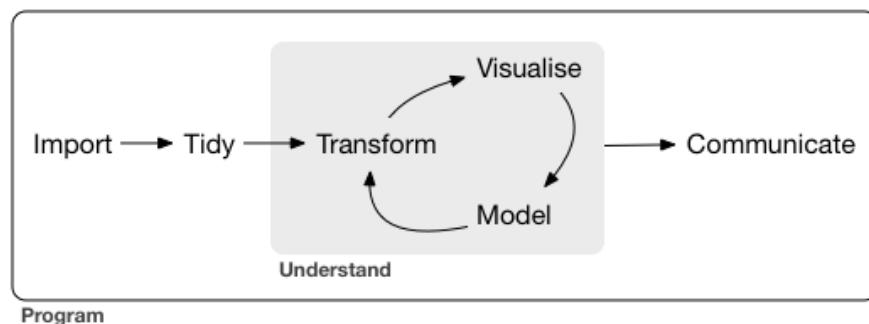 Visualise
Import
Tidy
Transform
Communicate
Model
Understand
Program